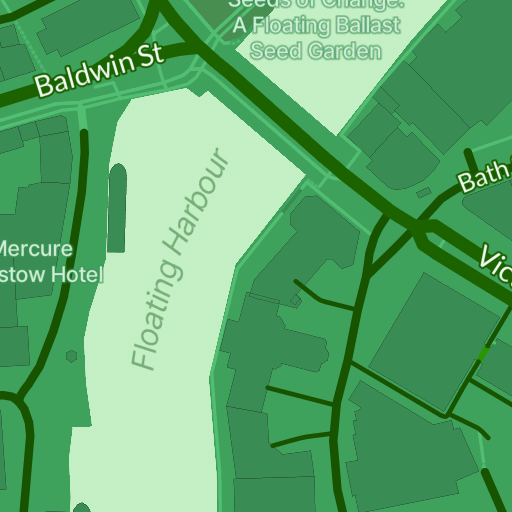 Seeds of Change:
A Floating Ballast
Seed Garden
Baldwin St
Bath
Floating Harbour
Mercure
stow Hotel
Vic